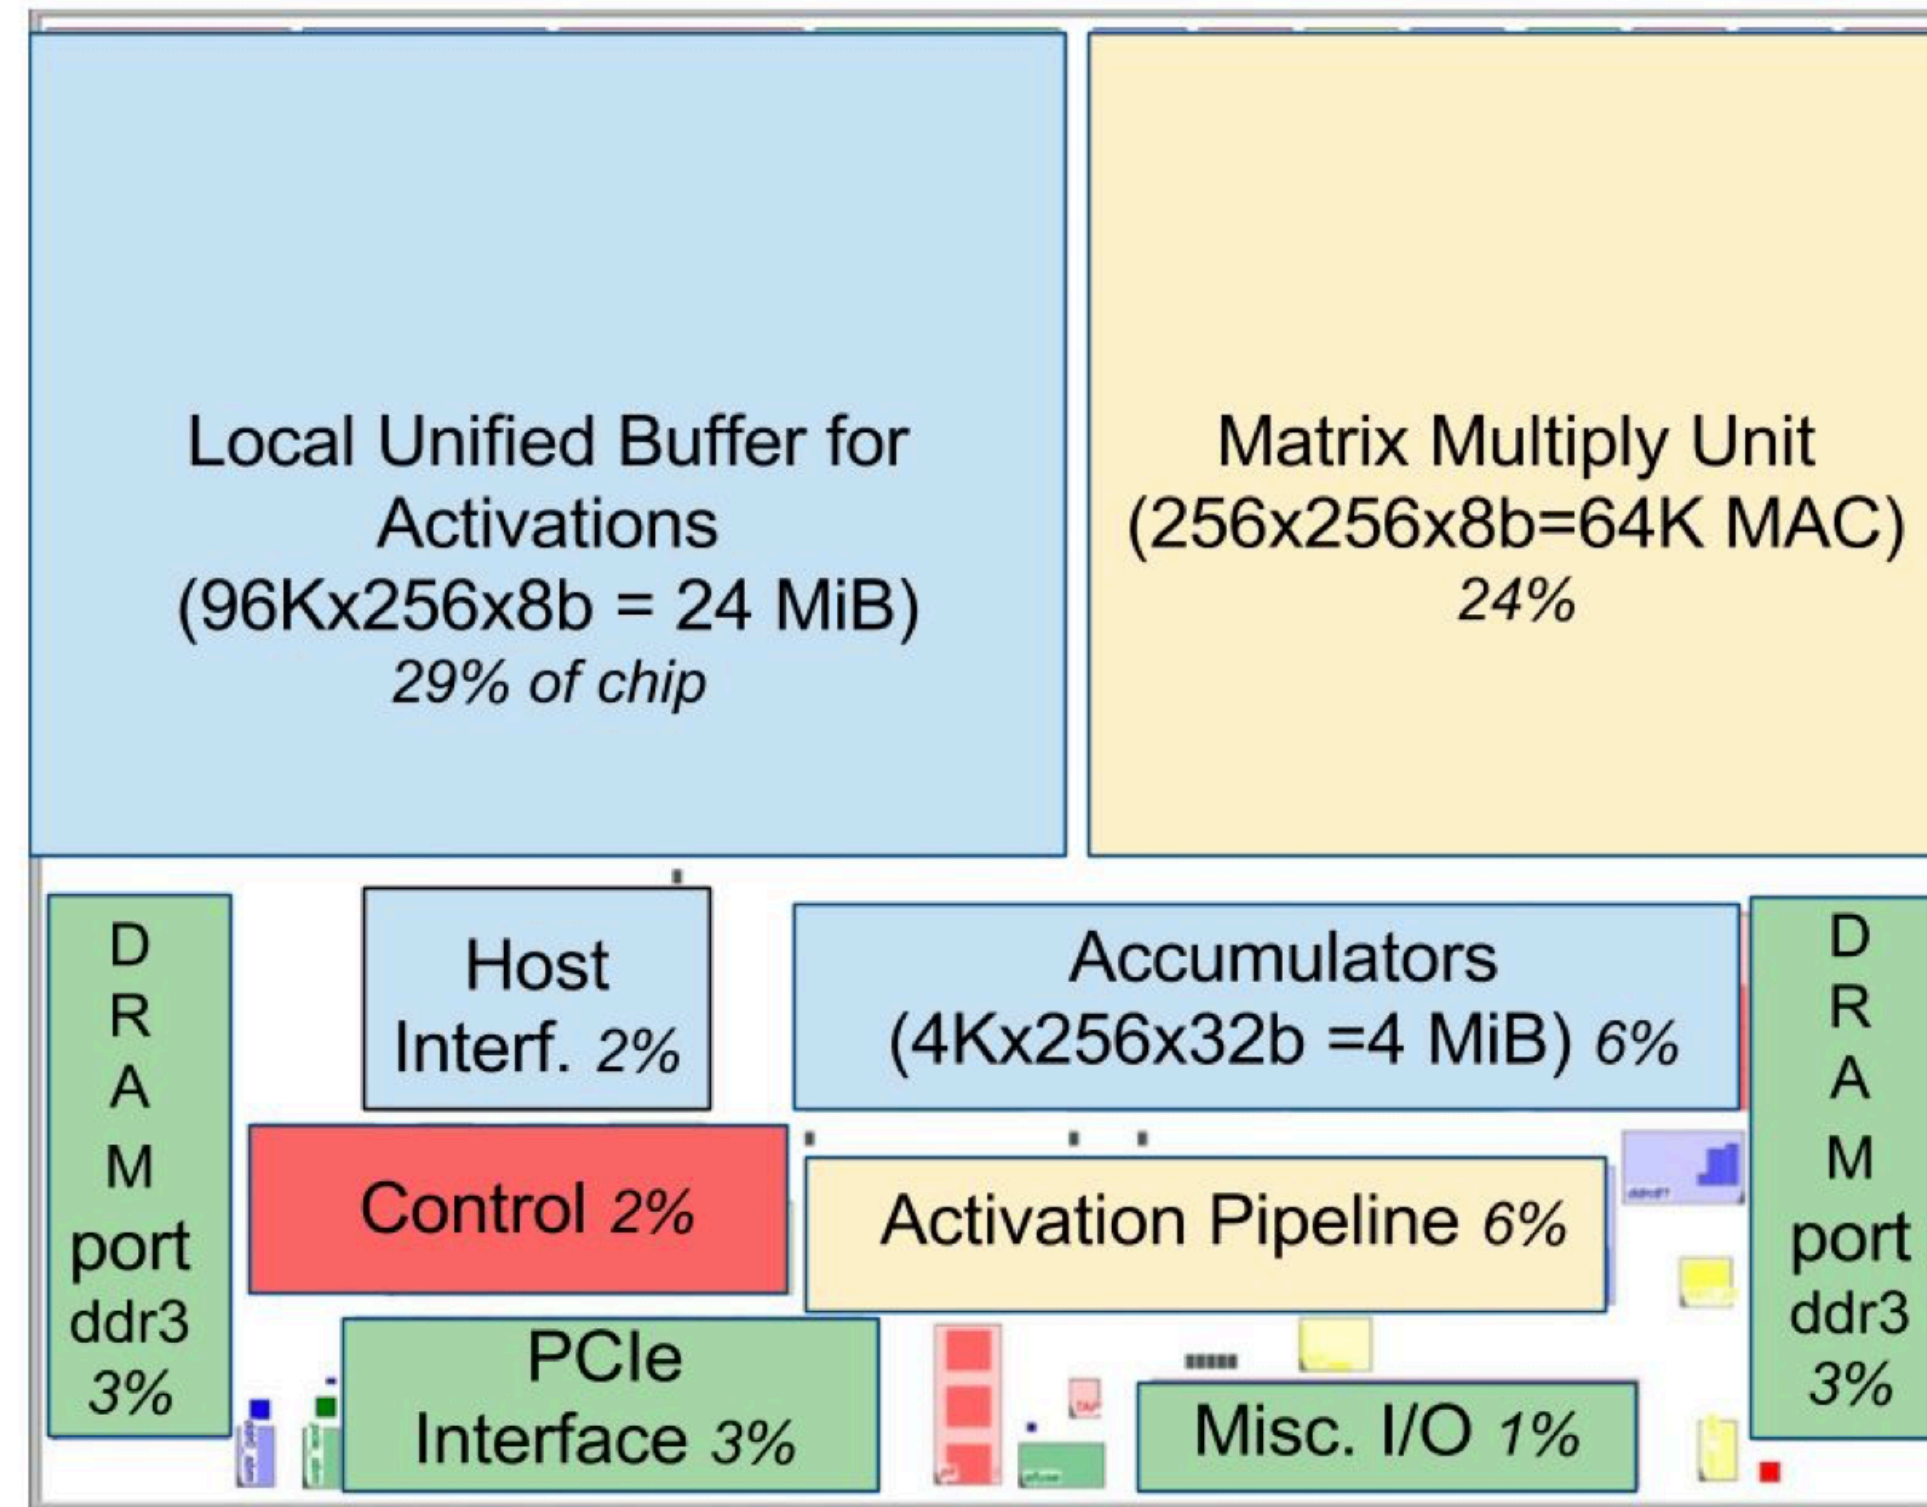 Local Unified Buffer for
Activations
(96Kx256x8b = 24 MiB)
29% of chip
Matrix Multiply Unit
(256x256x8b=64K MAC)
24%
D
R
A
M
port
ddr3
3%
Host
Interf. 2%
Accumulators
(4Kx256x32b =4 MiB) 6%
Control 2%
Activation Pipeline 6%
PCIe
Interface 3%
Misc. I/O 1%
D
R
A
M
port
ddr3
3%